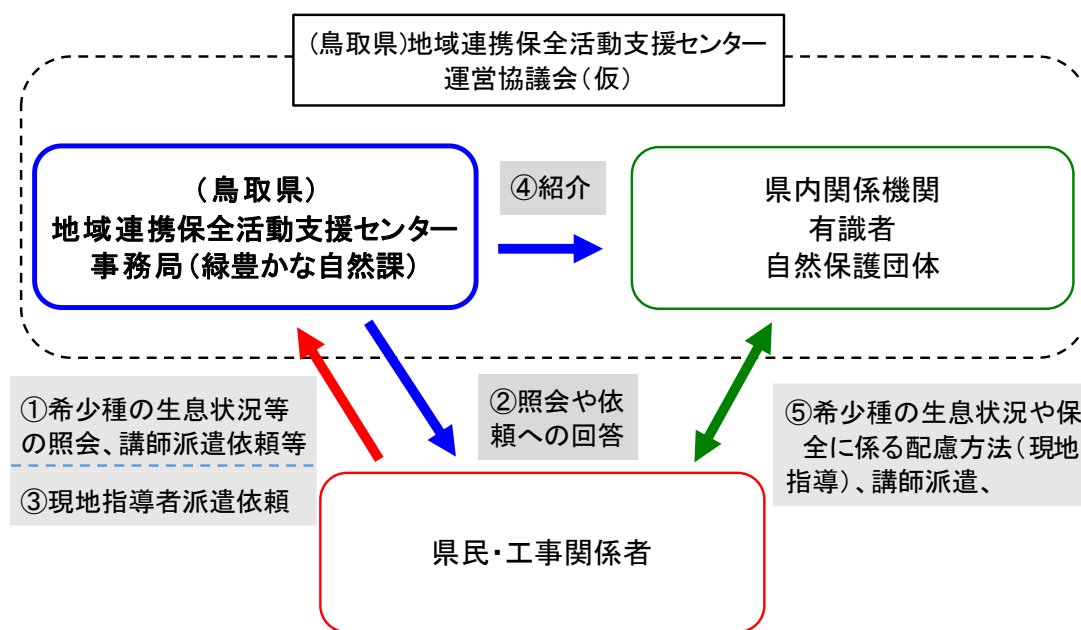 (鳥取県)地域連携保全活動支援センター
運営協議会(仮)
(鳥取県)
地域連携保全活動支援センター
事務局(緑豊かな自然課)
④紹介
県内関係機関
有識者
自然保護団体
①希少種の生息状況等
の照会、講師派遣依頼等
③現地指導者派遣依頼
②照会や依
頼への回答
⑤希少種の生息状況や保
全に係る配慮方法(現地
指導)、講師派遣、
県民・工事関係者